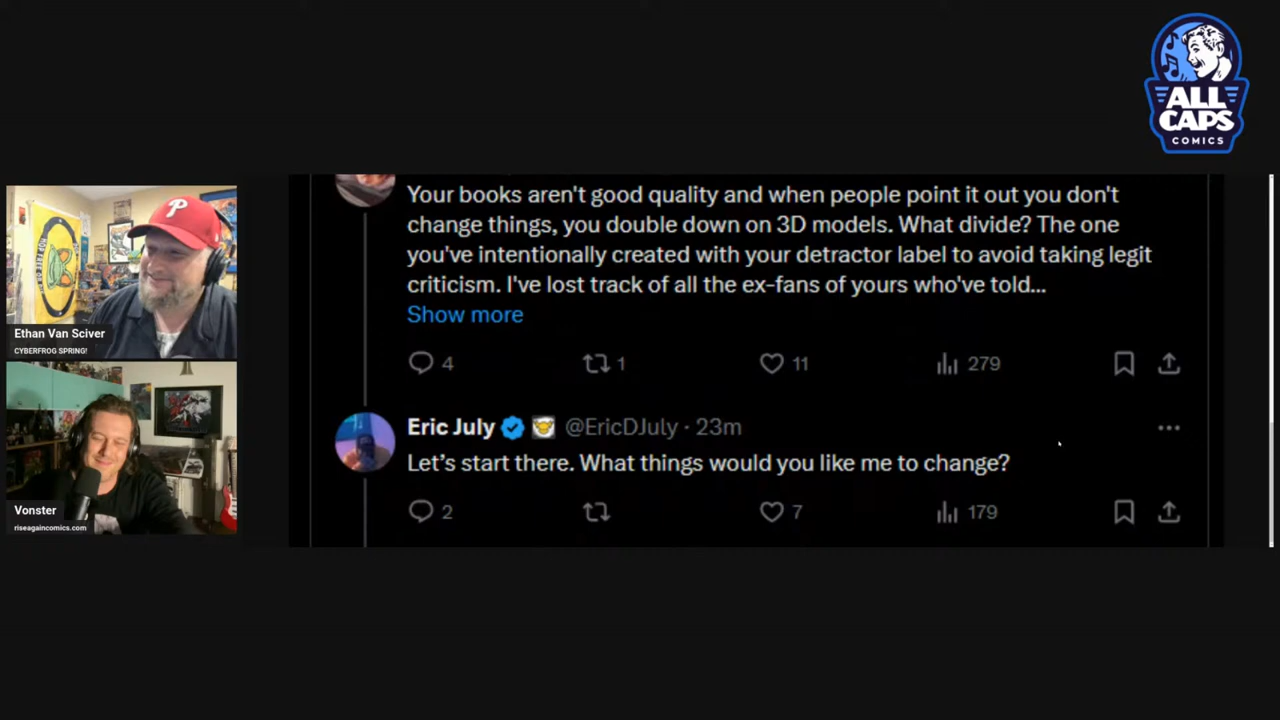 ALL
CAPS
COMICS
P
Ethan Van Sciver
CYBERFROG SPRING!
Vonster
riseagaincomics.com
Your books aren't good quality and when people point it out you don't
change things, you double down on 3D models. What divide? The one
you've intentionally created with your detractor label to avoid taking legit
criticism. I've lost track of all the ex-fans of yours who've told...
Show more
4 1 11 279
Eric July @EricDJuly · 23m
Let’s start there. What things would you like me to change?
2 7 179